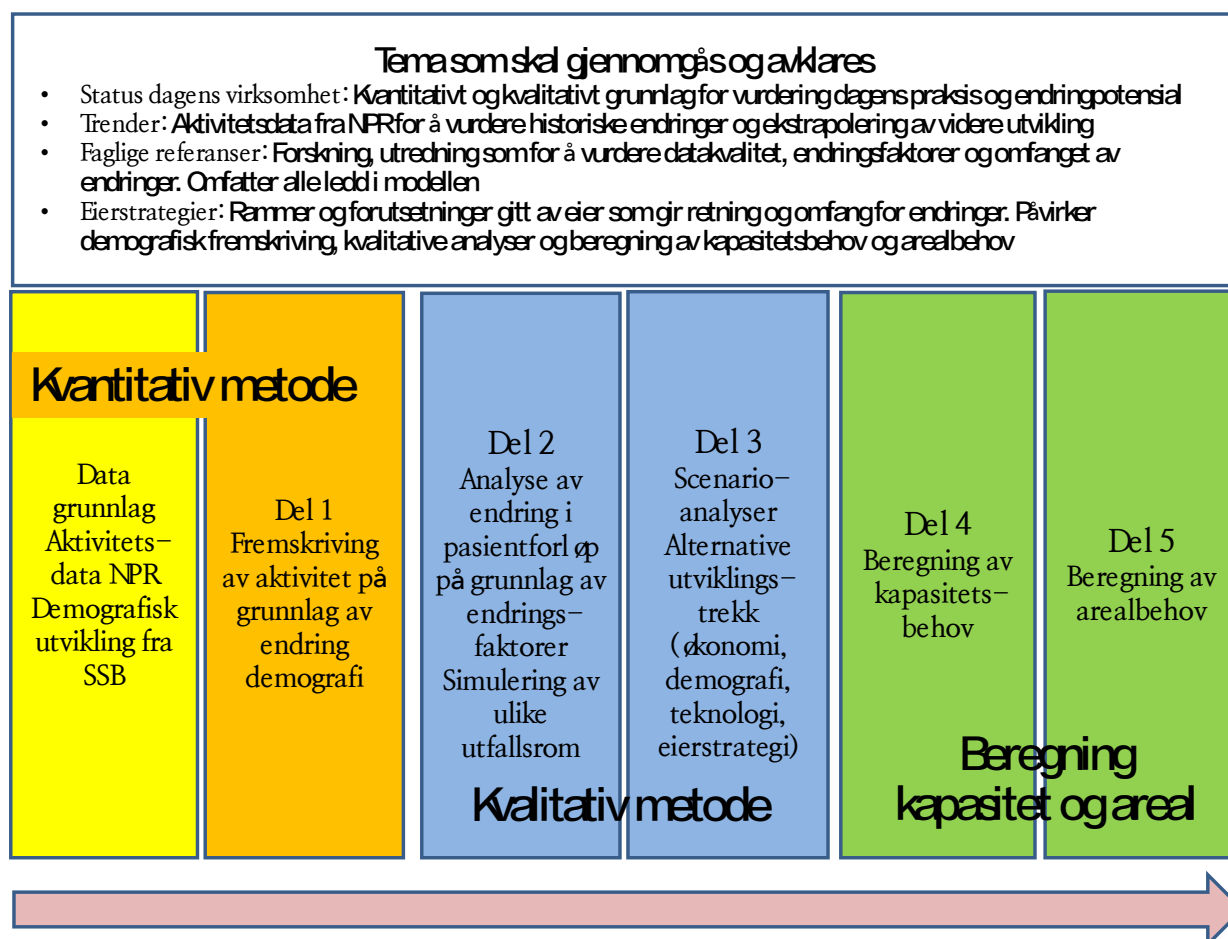 Tema som skal gjennomgås og avklares
• Status dagens virksomhet: Kvantitativt og kvalitativt grunnlag for vurdering dagens praksis og endringpotensial
• Trender: Aktivitetsdata fra NPR for å vurdere historiske endringer og ekstrapolering av videre utvikling
• Faglige referanser: Forskning, utredning som for å vurdere datakvalitet, endringsfaktorer og omfanget av
endringer. Omfatter alle ledd i modellen
• Eierstrategier: Rammer og forutsetninger gitt av eier som gir retning og omfang for endringer. Påvirker
demografisk fremskriving, kvalitative analyser og beregning av kapasitetsbehov og arealbehov
Kvantitativ metode
Data
grunnlag
Aktivitets-
data NPR
Demografisk
utvikling fra
SSB
Del 1
Fremskriving
av aktivitet på
grunnlag av
endring
demografi
Del 2
Analyse av
endring i
pasientforløp
på grunnlag av
endrings-
faktorer
Simulering av
ulike
utfallsrom
Del 3
Scenario-
analyser
Alternative
utviklings-
trekk
(økonomi,
demografi,
teknologi,
eierstrategi)
Kvalitativ metode
Del 4
Beregning av
kapasitets-
behov
Del 5
Beregning av
arealbehov
Beregning
kapasitet og areal